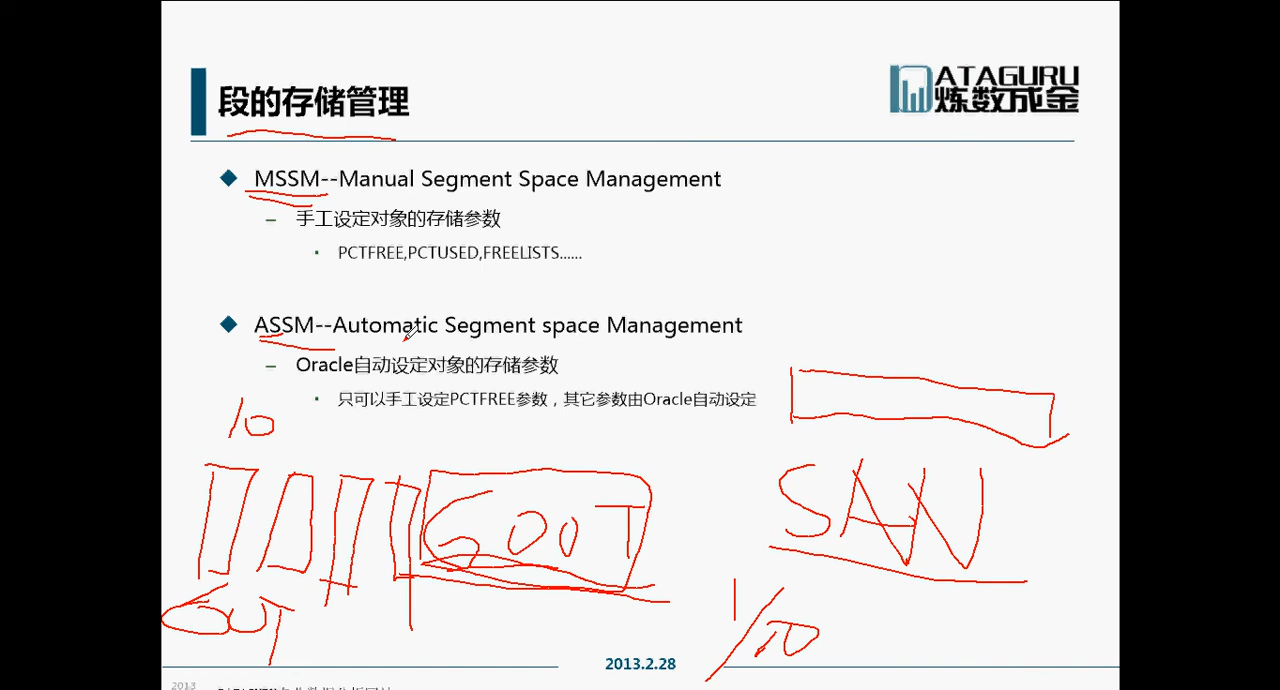 ATAGURU
炼数成金
段的存储管理
MSSM--Manual Segment Space Management
手工设定对象的存储参数
PCTFREE,PCTUSED,FREELISTS......
ASSM--Automatic Segment space Management
Oracle自动设定对象的存储参数
只可以手工设定PCTFREE参数，其它参数由Oracle自动设定
10
SAN
2013.2.28
2013